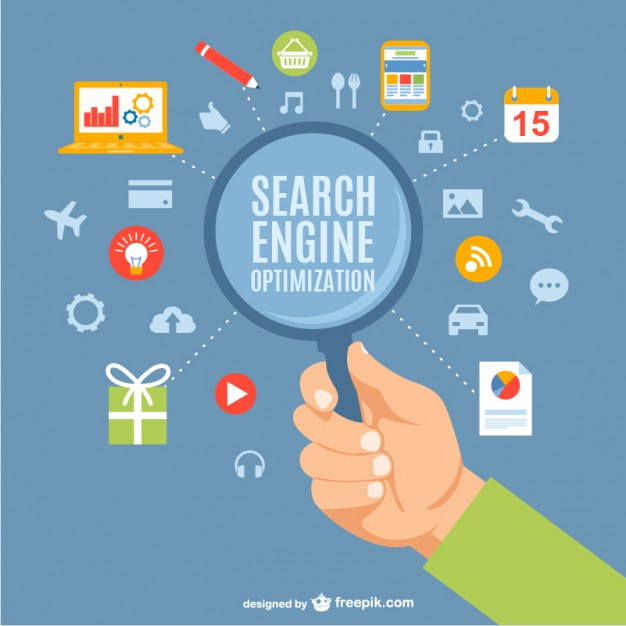 15
SEARCH
ENGINE
OPTIMIZATION
designed by freepik.com